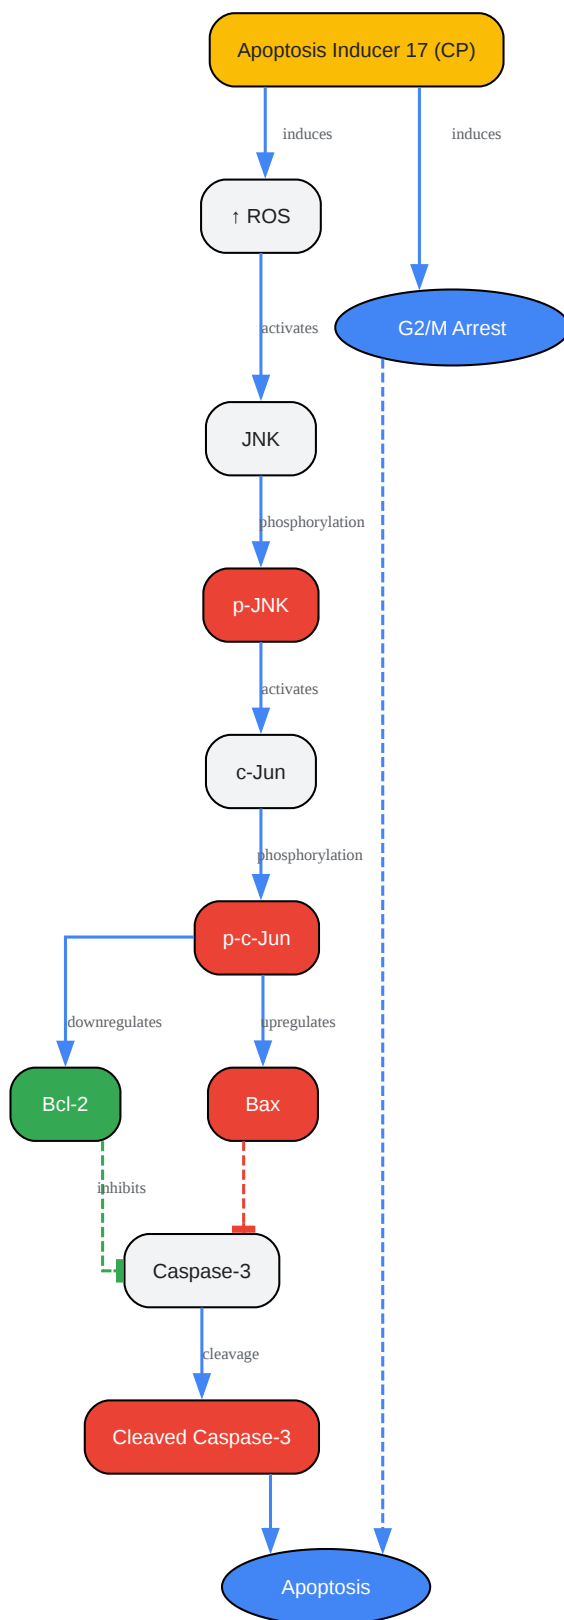 Apoptosis Inducer 17 (CP)
induces
induces
↑ ROS
activates
G2/M Arrest
JNK
phosphorylation
p-JNK
activates
c-Jun
phosphorylation
p-c-Jun
downregulates
upregulates
Bcl-2
Bax
inhibits
Caspase-3
cleavage
Cleaved Caspase-3
Apoptosis